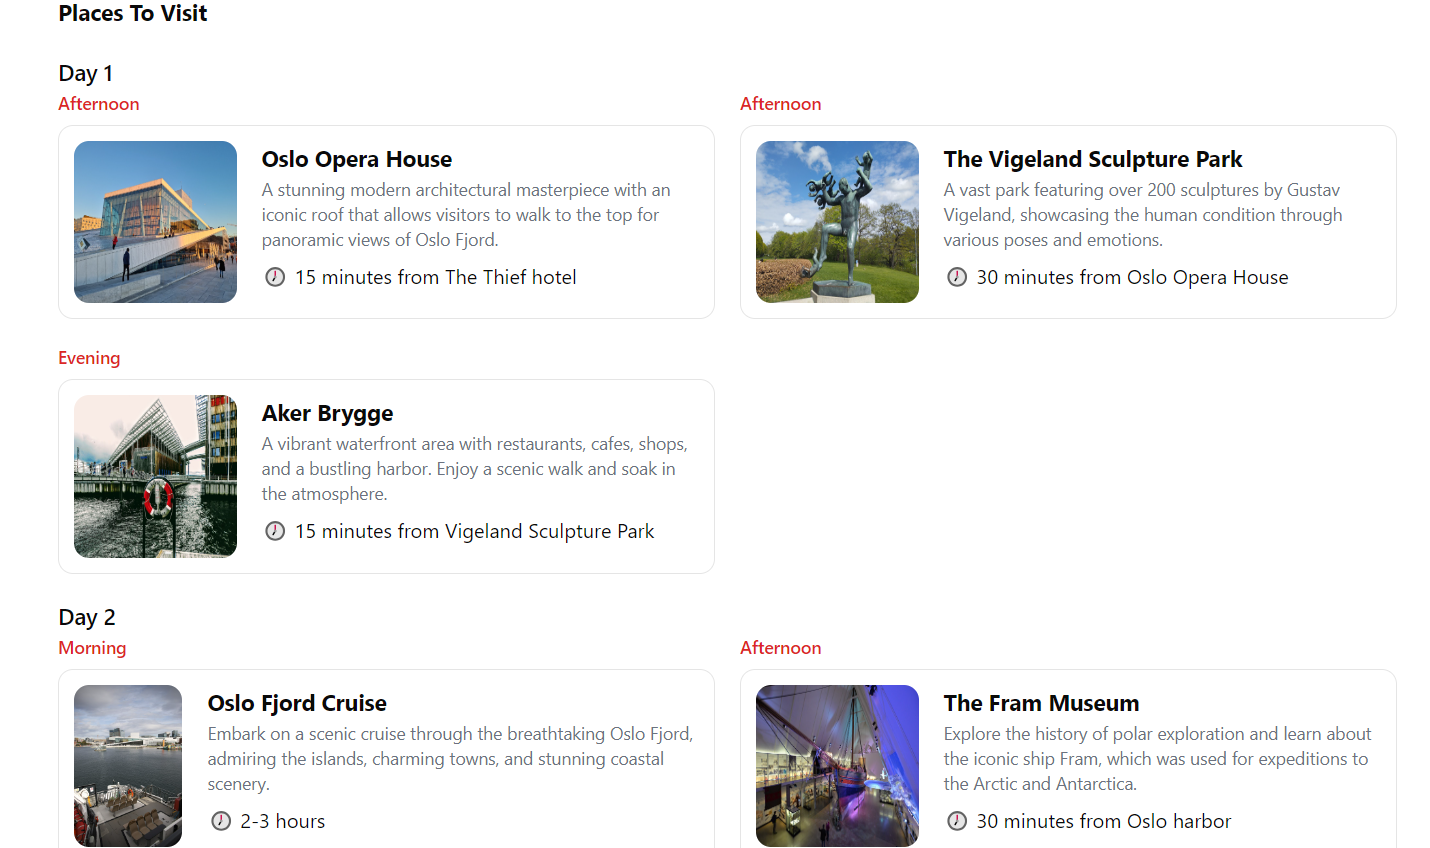 Places To Visit
Day 1
Afternoon
Oslo Opera House
A stunning modern architectural masterpiece with an
iconic roof that allows visitors to walk to the top for
panoramic views of Oslo Fjord.
15 minutes from The Thief hotel
Afternoon
The Vigeland Sculpture Park
A vast park featuring over 200 sculptures by Gustav
Vigeland, showcasing the human condition through
various poses and emotions.
30 minutes from Oslo Opera House
Evening
Aker Brygge
A vibrant waterfront area with restaurants, cafes, shops,
and a bustling harbor. Enjoy a scenic walk and soak in
the atmosphere.
15 minutes from Vigeland Sculpture Park
Day 2
Morning
Oslo Fjord Cruise
Embark on a scenic cruise through the breathtaking Oslo Fjord,
admiring the islands, charming towns, and stunning coastal
scenery.
2-3 hours
Afternoon
The Fram Museum
Explore the history of polar exploration and learn about
the iconic ship Fram, which was used for expeditions to
the Arctic and Antarctica.
30 minutes from Oslo harbor